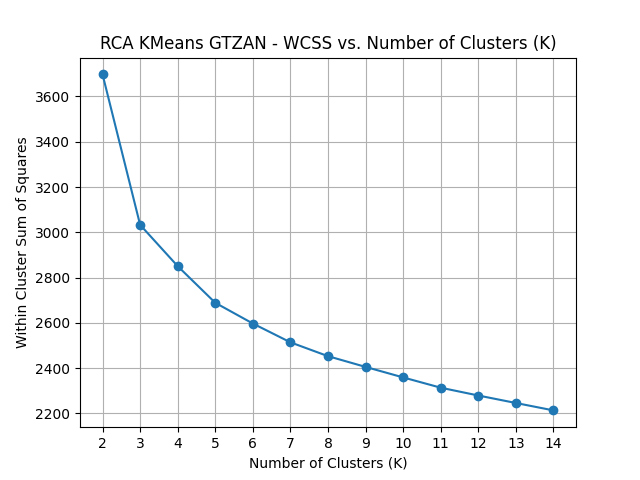 RCA KMeans GTZAN - WCSS vs. Number of Clusters (K)
Within Cluster Sum of Squares
3600
3400
3200
3000
2800
2600
2400
2200
2 3 4 5 6 7 8 9 10 11 12 13 14
Number of Clusters (K)